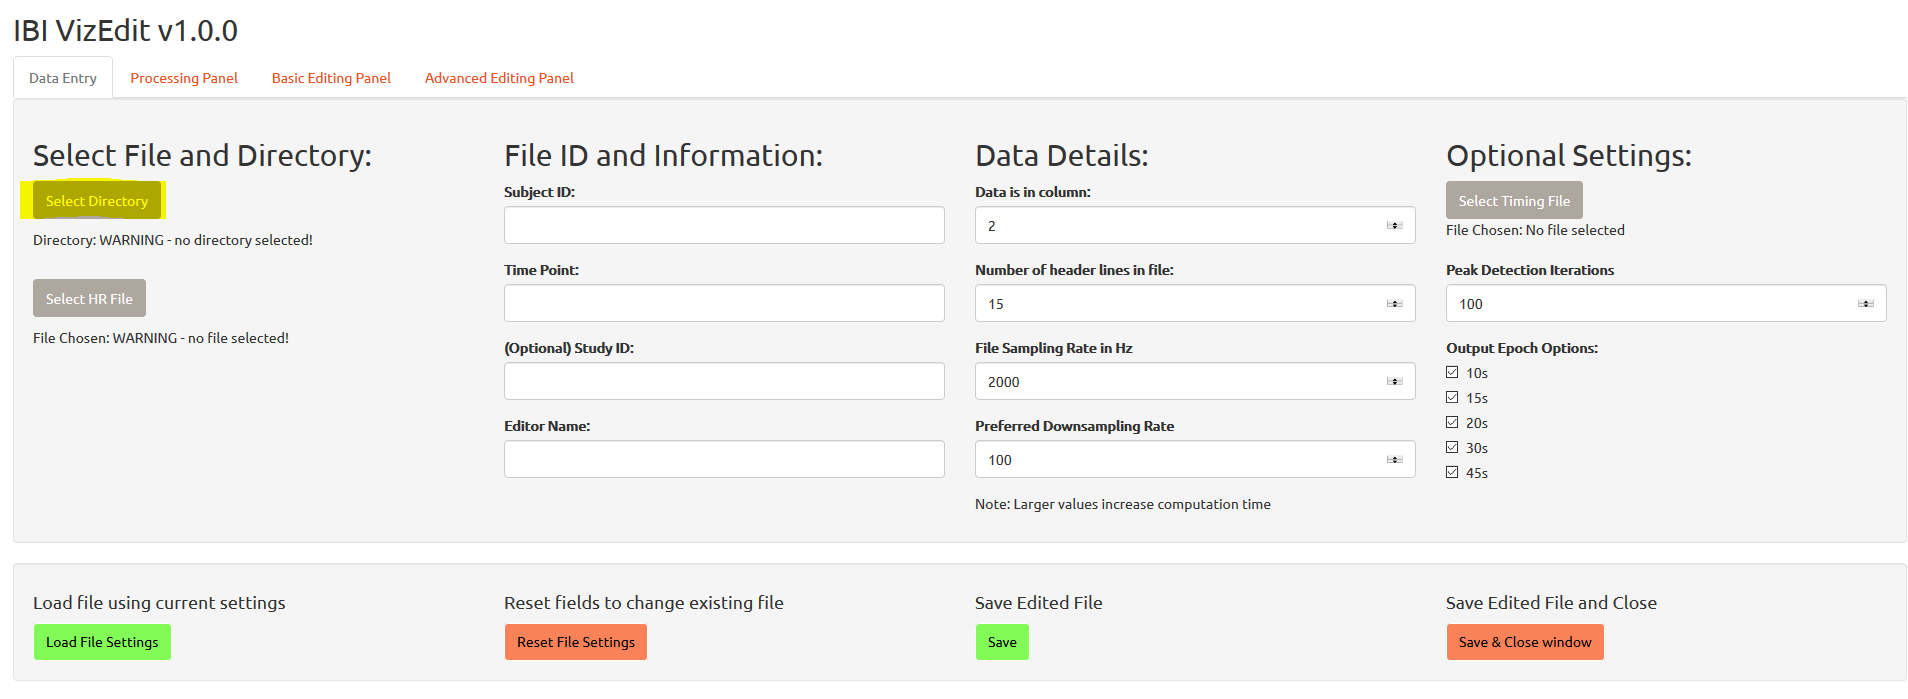 IBI VizEdit v1.0.0
Data Entry
Processing Panel
Basic Editing Panel
Advanced Editing Panel
Select File and Directory:
Select Directory
Directory: WARNING - no directory selected!
Select HR File
File Chosen: WARNING - no file selected!
File ID and Information:
Subject ID:
Time Point:
(Optional) Study ID:
Editor Name:
Data Details:
Data is in column:
2
Number of header lines in file:
15
File Sampling Rate in Hz
2000
Preferred Downsampling Rate
100
Note: Larger values increase computation time
Optional Settings:
Select Timing File
File Chosen: No file selected
Peak Detection Iterations
100
Output Epoch Options:
10s
15s
20s
30s
45s
Load file using current settings
Load File Settings
Reset fields to change existing file
Reset File Settings
Save Edited File
Save
Save Edited File and Close
Save & Close window